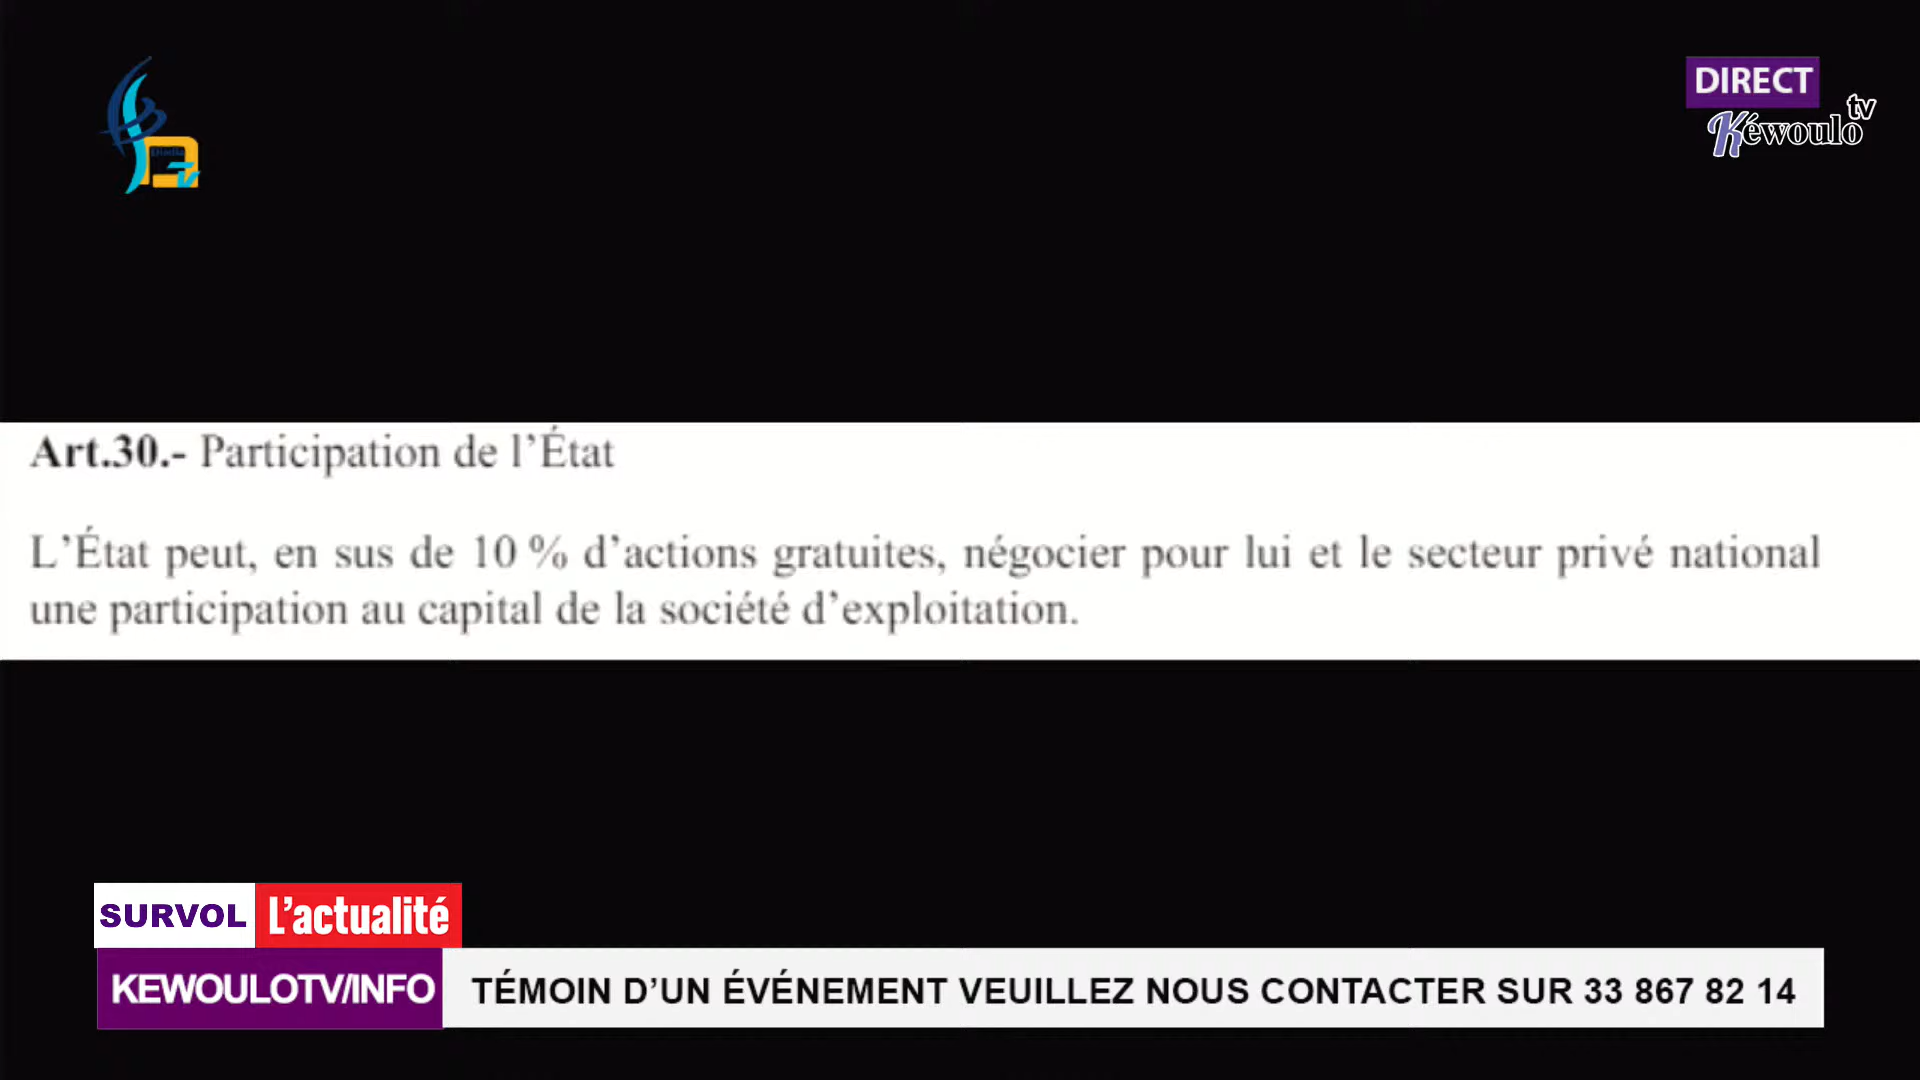 DIRECT
Kéwoulo tv
Art.30.- Participation de l’État
L’État peut, en sus de 10 % d’actions gratuites, négocier pour lui et le secteur privé national
une participation au capital de la société d’exploitation.
SURVOL L’actualité
KEWOULOTV/INFO TÉMOIN D’UN ÉVÉNEMENT VEUILLEZ NOUS CONTACTER SUR 33 867 82 14